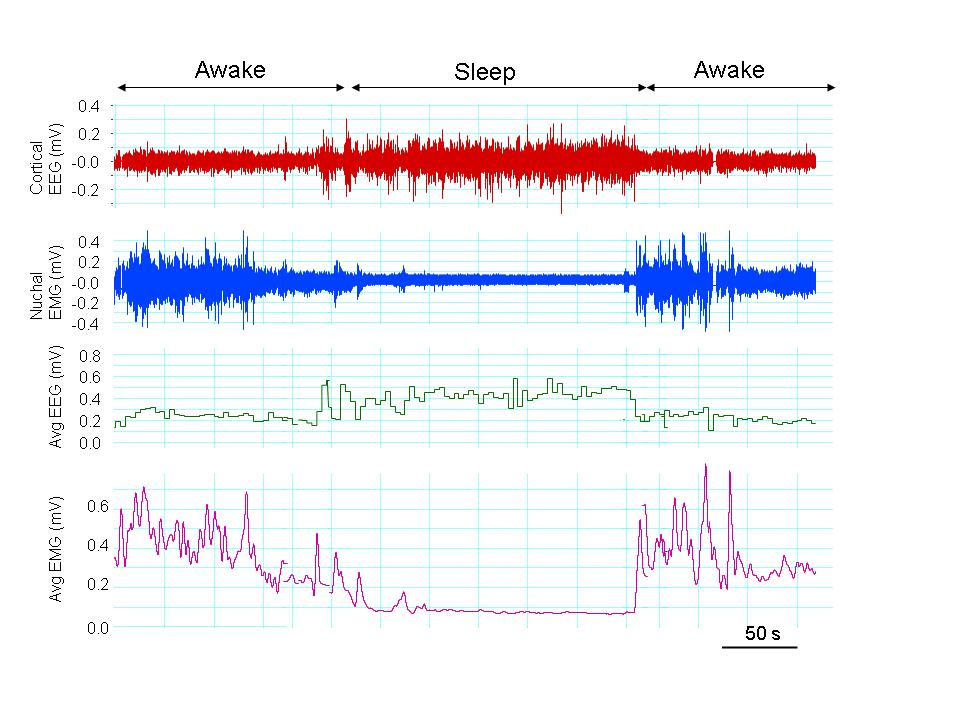 Awake
Sleep
Awake
Cortical
EEG (mV)
0.4
0.2
-0.0
-0.2
Nuchal
EMG (mV)
0.4
0.2
-0.0
-0.2
-0.4
Avg EEG (mV)
0.8
0.6
0.4
0.2
0.0
Avg EMG (mV)
0.6
0.4
0.2
0.0
50 s